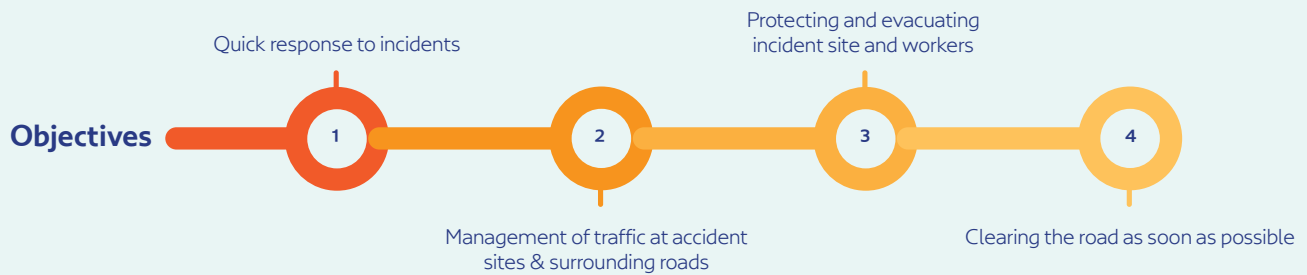 Objectives
1
Quick response to incidents
2
Management of traffic at accident
sites & surrounding roads
3
Protecting and evacuating
incident site and workers
4
Clearing the road as soon as possible